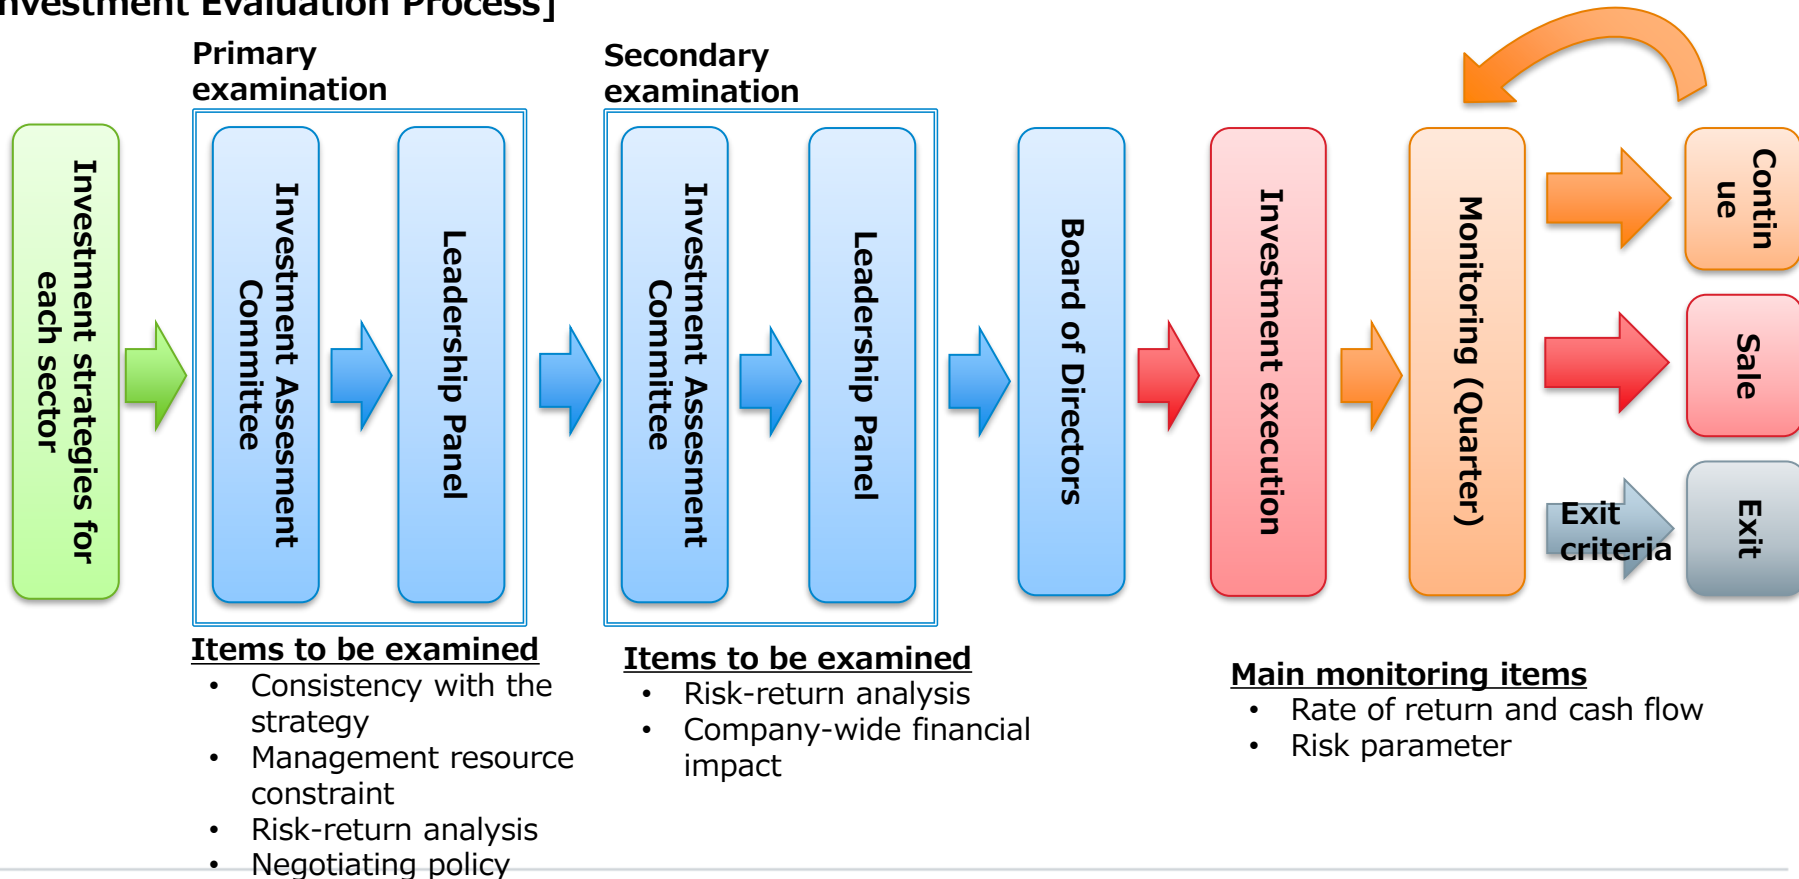 nvestment Evaluation Process]
Primary
examination
Secondary
examination
Investment strategies for
each sector
Investment Assessment
Committee
Leadership Panel
Investment Assessment
Committee
Leadership Panel
Board of Directors
Investment execution
Monitoring (Quarter)
Contin
ue
Sale
Exit
criteria
Exit
Items to be examined
• Consistency with the
strategy
• Management resource
constraint
• Risk-return analysis
• Negotiating policy
Items to be examined
• Risk-return analysis
• Company-wide financial
impact
Main monitoring items
• Rate of return and cash flow
• Risk parameter